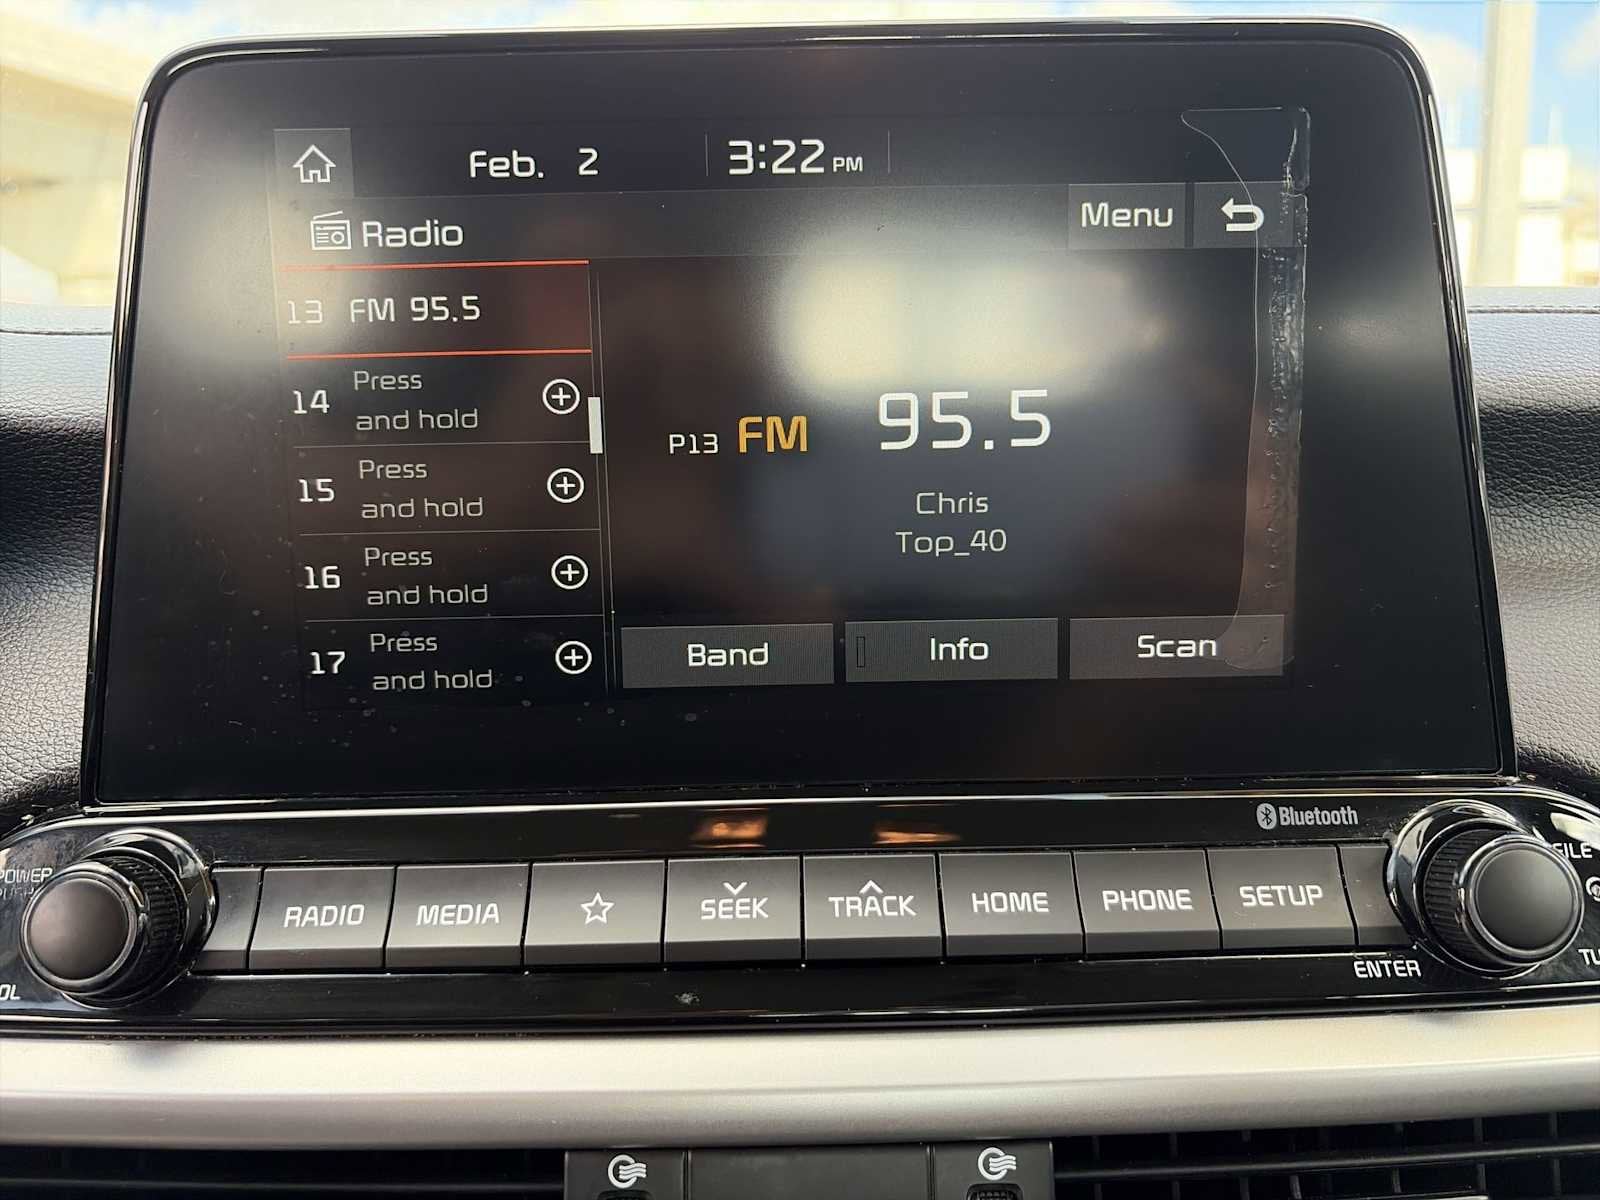 Feb. 2 3:22 PM
Radio
Menu
13 FM 95.5
14 Press
and hold
15 Press
and hold
16 Press
and hold
17 Press
and hold
P13 FM 95.5
Chris
Top_40
Band Info Scan
Bluetooth
POWER
RADIO MEDIA SEEK TRACK HOME PHONE SETUP
ENTER